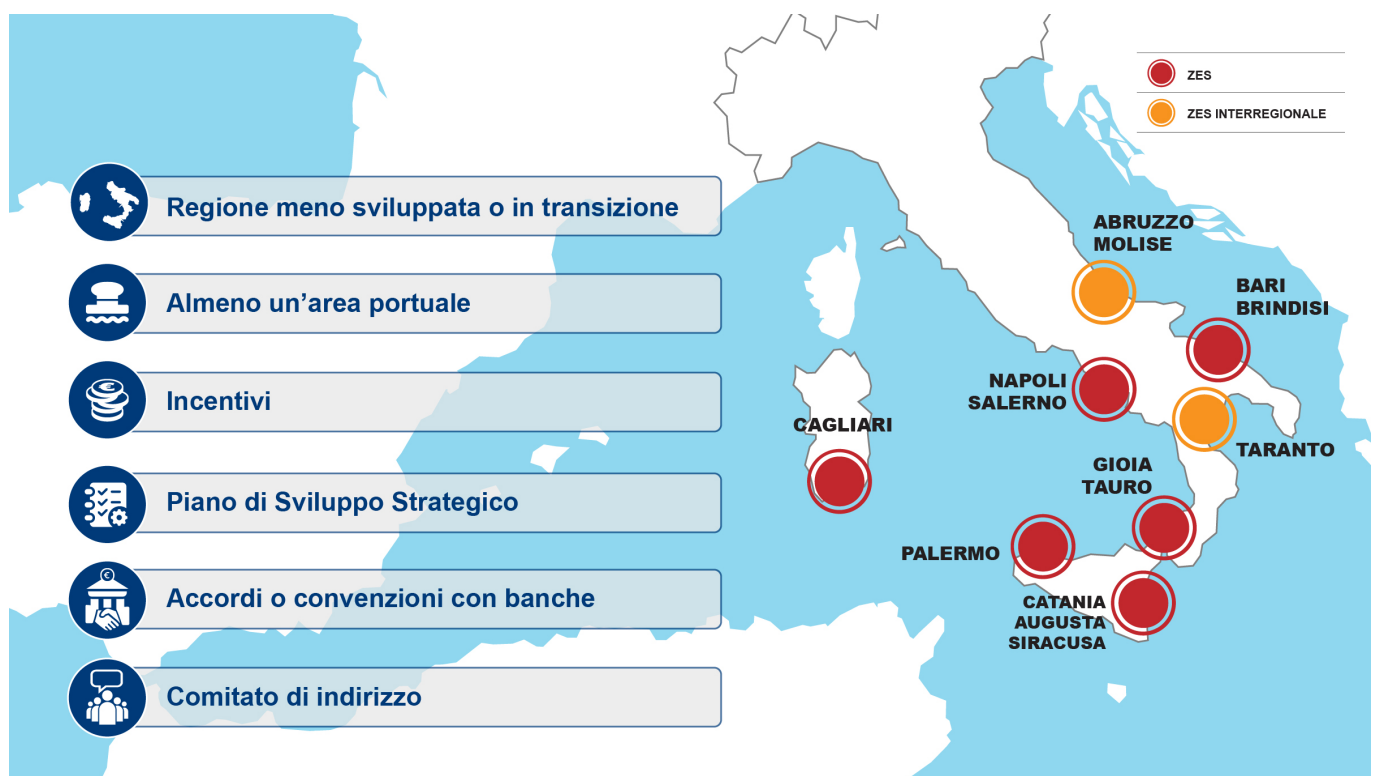 Regione meno sviluppata o in transizione
Almeno un’area portuale
Incentivi
Piano di Sviluppo Strategico
Accordi o convenzioni con banche
Comitato di indirizzo
ZES
ZES INTERREGIONALE
ABRUZZO
MOLISE
BARI
BRINDISI
NAPOLI
SALERNO
CAGLIARI
TARANTO
GIOIA
TAURO
PALERMO
CATANIA
AUGUSTA
SIRACUSA